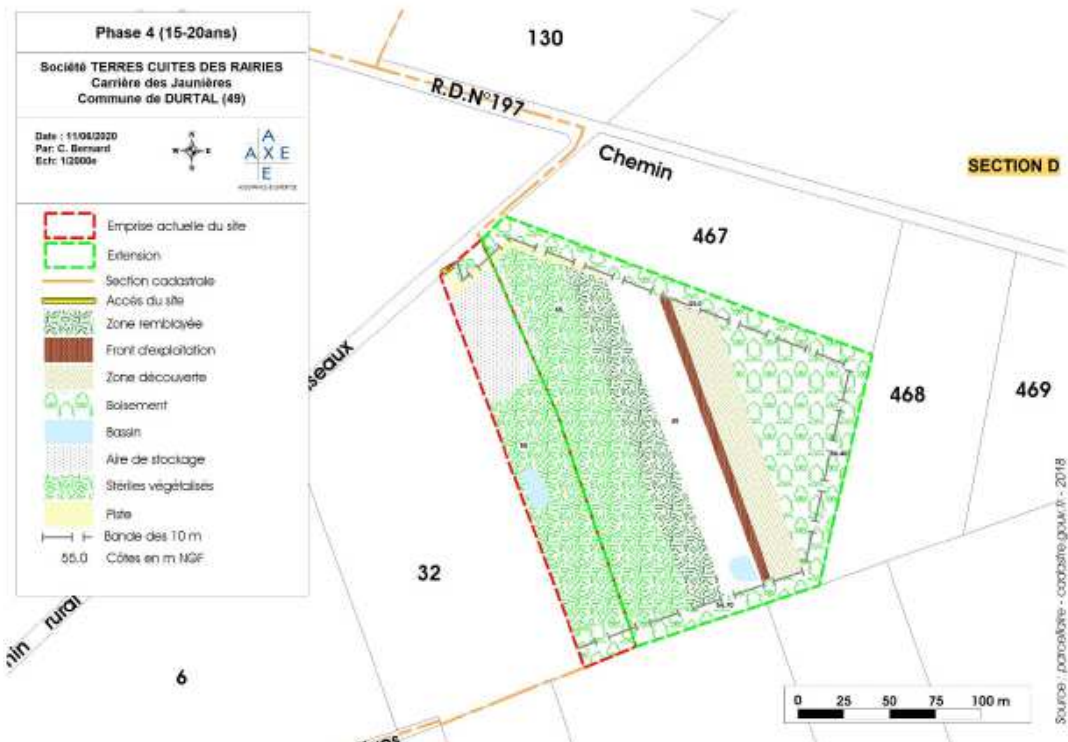 Phase 4 (15-20ans)
Société TERRES CUITES DES RAIRIES
Carrière des Jaunières
Commune de DURTAL (49)
Date : 11/06/2020
Par: C. Bernard
Ech: 1/2000e
N
W E
S
A
A X E
E
Emprise actuelle du site
Extension
Section cadastrale
Accès du site
Zone remblayée
Front d'exploitation
Zone découverte
Boisement
Bassin
Aire de stockage
Stériles végétalisés
Piste
Bande des 10 m
55.0 Côtes en m NGF
130
R.D.N°197
Chemin
SECTION D
467
468
469
seaux
32
6
min rural
0 25 50 75 100 m
Source : parcellaire - cadastre.gouv.fr - 2018